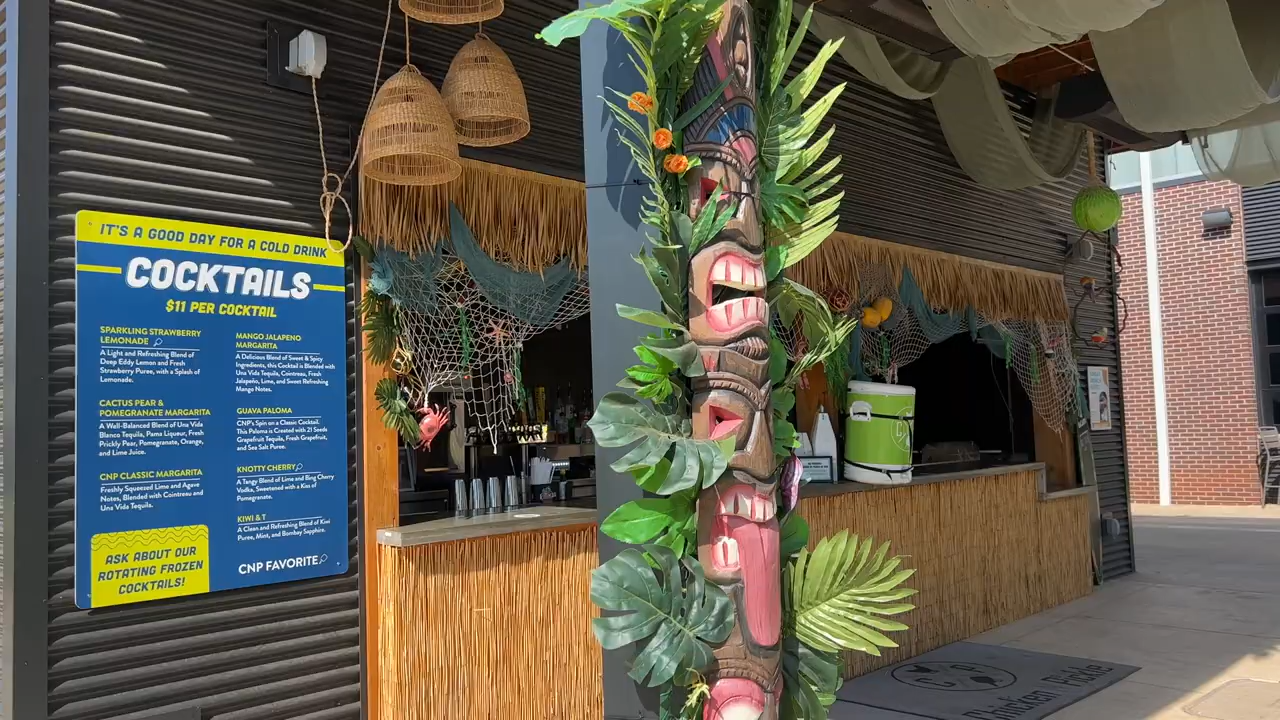 IT'S A GOOD DAY FOR A COLD DRINK
COCKTAILS
$11 PER COCKTAIL
SPARKLING STRAWBERRY
LEMONADE
A Light and Refreshing Blend of
Deep Eddy Lemon and Fresh
Strawberry Puree, with a Splash of
Lemonade.
CACTUS PEAR &
POMEGRANATE MARGARITA
A Well-Balanced Blend of Una Vida
Blanco Tequila, Pama Liqueur, Fresh
Prickly Pear, Pomegranate, Orange,
and Lime Juice.
CNP CLASSIC MARGARITA
Freshly Squeezed Lime and Agave
Notes, Blended with Cointreau and
Una Vida Tequila.
ASK ABOUT OUR
ROTATING FROZEN
COCKTAILS!
MANGO JALAPENO
MARGARITA
A Delicious Blend of Sweet & Spicy
Ingredients, this Cocktail is Blended with
Una Vida Tequila, Cointreau, Fresh
Jalapeño, Lime, and Sweet Refreshing
Mango Notes.
GUAVA PALOMA
CNP's Spin on a Classic Cocktail.
This Paloma is Created with 21 Seeds
Grapefruit Tequila, Fresh Grapefruit,
and Sea Salt Puree.
KNOTTY CHERRY
A Tangy Blend of Lime and Bing Cherry
Vodka, Sweetened with a Kiss of
Pomegranate.
KIWI & T
A Clean and Refreshing Blend of Kiwi
Puree, Mint, and Bombay Sapphire.
CNP FAVORITE
Chicken N Pickle